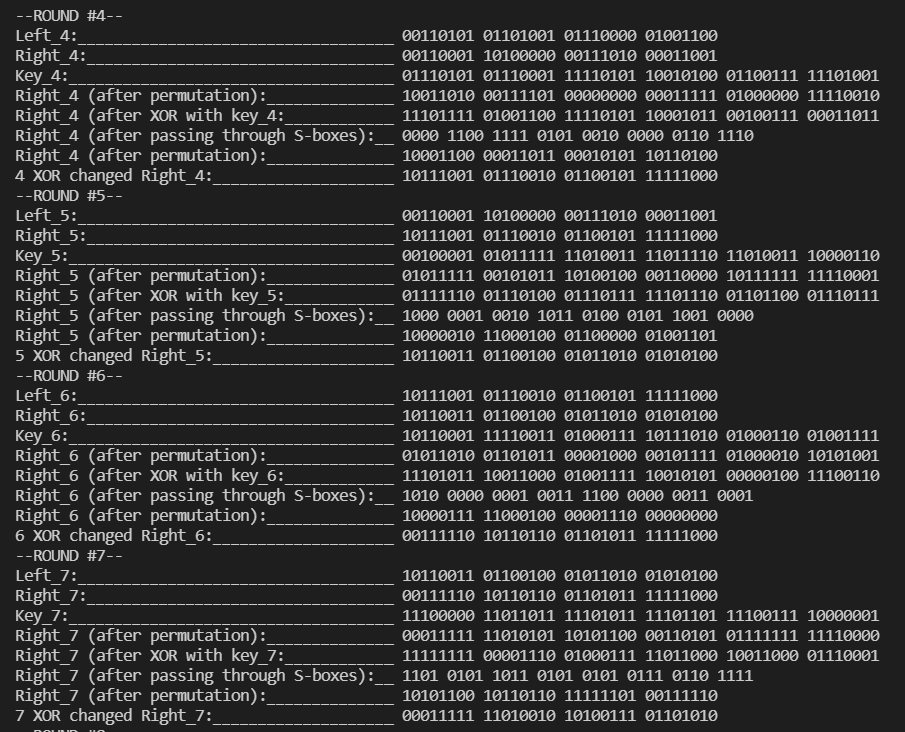 --ROUND #4--
Left_4:___________________________________ 00110101 01101001 01110000 01001100
Right_4:__________________________________ 00110001 10100000 00111010 00011001
Key_4:____________________________________ 01110101 01110001 11110101 10010100 01100111 11101001
Right_4 (after permutation):______________ 10011010 00111101 00000000 00011111 01000000 11110010
Right_4 (after XOR with key_4:____________ 11101111 01001100 11110101 10001011 00100111 00011011
Right_4 (after passing through S-boxes):__ 0000 1100 1111 0101 0010 0000 0110 1110
Right_4 (after permutation):______________ 10001100 00011011 00010101 10110100
4 XOR changed Right_4:____________________ 10111001 01110010 01100101 11111000
--ROUND #5--
Left_5:___________________________________ 00110001 10100000 00111010 00011001
Right_5:__________________________________ 10111001 01110010 01100101 11111000
Key_5:____________________________________ 00100001 01011111 11010011 11011110 11010011 10000110
Right_5 (after permutation):______________ 01011111 00101011 10100100 00110000 10111111 11110001
Right_5 (after XOR with key_5:____________ 01111110 01110100 01110111 11101110 01101100 01110111
Right_5 (after passing through S-boxes):__ 1000 0001 0010 1011 0100 0101 1001 0000
Right_5 (after permutation):______________ 10000010 11000100 01100000 01001101
5 XOR changed Right_5:____________________ 10110011 01100100 01011010 01010100
--ROUND #6--
Left_6:___________________________________ 10111001 01110010 01100101 11111000
Right_6:__________________________________ 10110011 01100100 01011010 01010100
Key_6:____________________________________ 10110001 11110011 01000111 10111010 01000110 01001111
Right_6 (after permutation):______________ 01011010 01101011 00001000 00101111 01000010 10101001
Right_6 (after XOR with key_6:____________ 11101011 10011000 01001111 10010101 00000100 11100110
Right_6 (after passing through S-boxes):__ 1010 0000 0001 0011 1100 0000 0011 0001
Right_6 (after permutation):______________ 10000111 11000100 00001110 00000000
6 XOR changed Right_6:____________________ 00111110 10110110 01101011 11111000
--ROUND #7--
Left_7:___________________________________ 10110011 01100100 01011010 01010100
Right_7:__________________________________ 00111110 10110110 01101011 11111000
Key_7:____________________________________ 11100000 11011011 11101011 11101101 11100111 10000001
Right_7 (after permutation):______________ 00011111 11010101 10101100 00110101 01111111 11110000
Right_7 (after XOR with key_7:____________ 11111111 00001110 01000111 11011000 10011000 01110001
Right_7 (after passing through S-boxes):__ 1101 0101 1011 0101 0101 0111 0110 1111
Right_7 (after permutation):______________ 10101100 10110110 11111101 00111110
7 XOR changed Right_7:____________________ 00011111 11010010 10100111 01101010